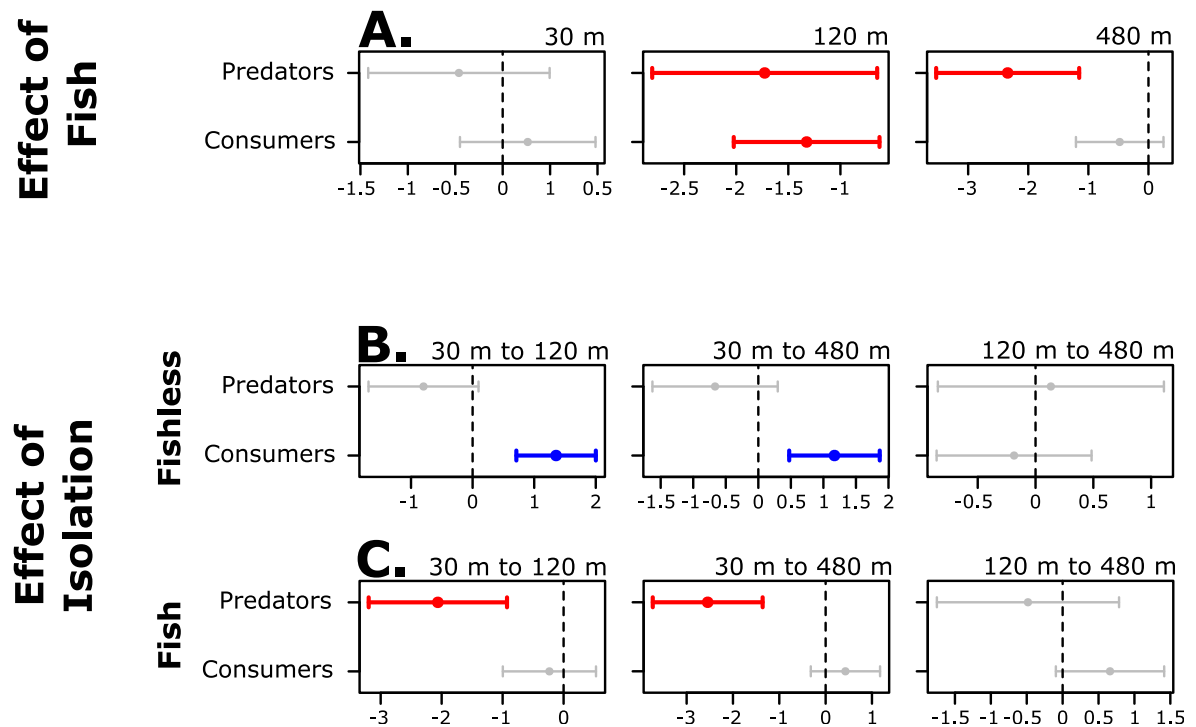 Effect of
Fish
A.
30 m
120 m
480 m
Predators
Consumers
-1.5 -1 -0.5 0 1 0.5
-2.5 -2 -1.5 -1
-3 -2 -1 0
Effect of
Isolation
Fishless
B.
30 m to 120 m
30 m to 480 m
120 m to 480 m
Predators
Consumers
-1 0 1 2
-1.5 -1 -0.5 0 0.5 1 1.5 2
-0.5 0 0.5 1
Fish
C.
30 m to 120 m
30 m to 480 m
120 m to 480 m
Predators
Consumers
-3 -2 -1 0
-3 -2 -1 0 1
-1.5 -1 -0.5 0 0.5 1 1.5